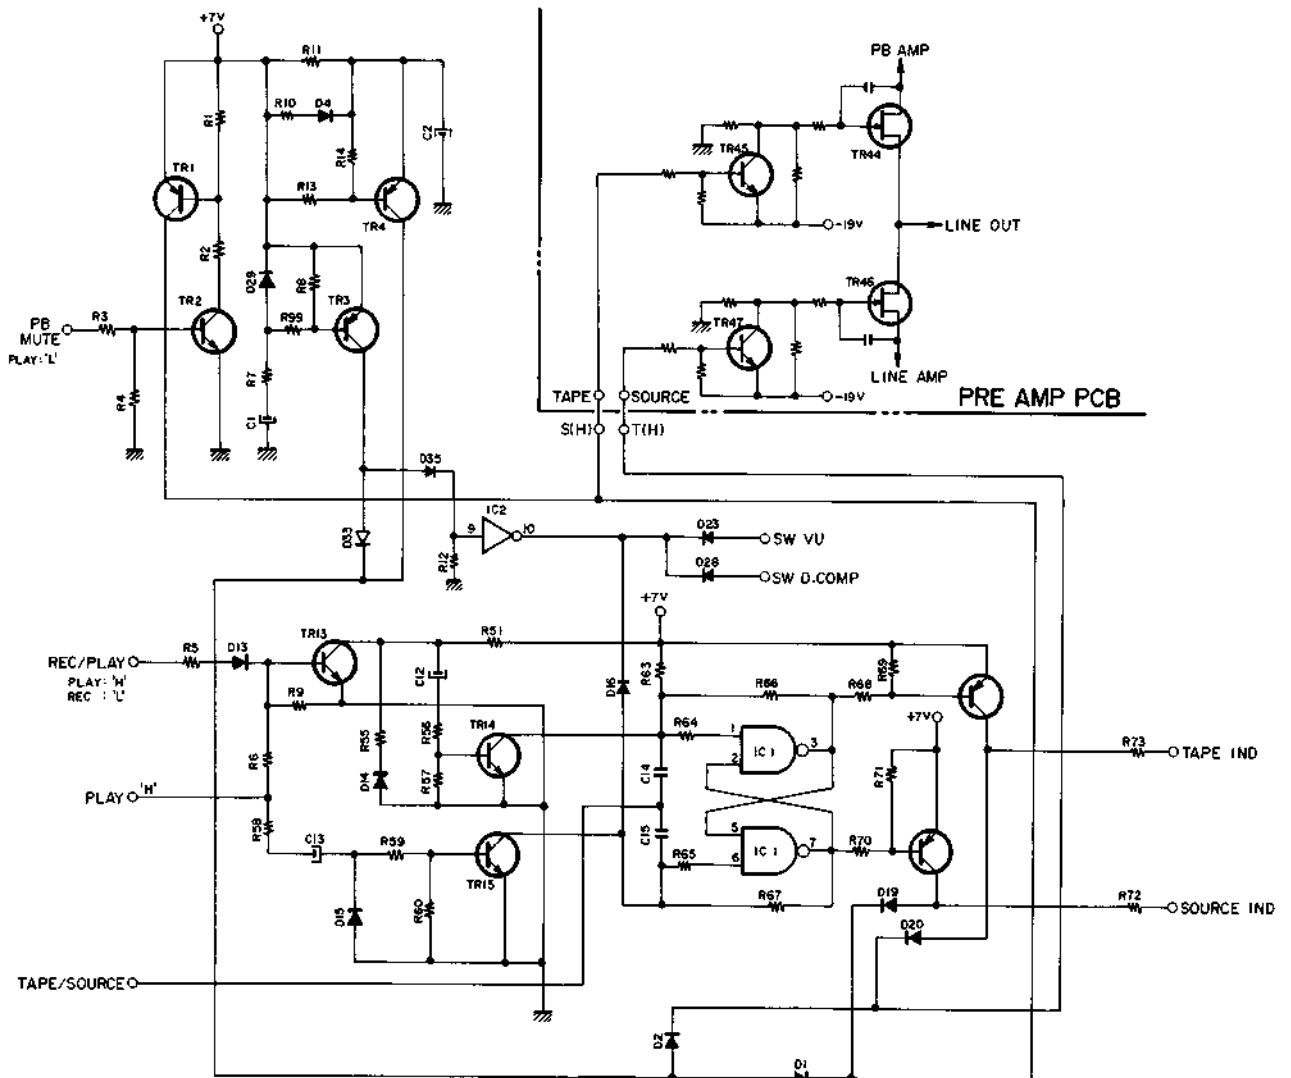 +7V
R11
PB AMP
R10 D4
R1
C2
R14
TR45
TR44
TR1
R13
TR4
-19V
LINE OUT
R2
D29
R8
TR46
TR2
TR3
R3
PB
MUTE
PLAY:'L'
R99
TR47
R7
R4
LINE AMP
C1
TAPE SOURCE
-19V
PRE AMP PCB
S(H) T(H)
D35
IC2
9 10
D33
R12
D23
SW VU
D28
SW D.COMP
+7V
TR13
R51
REC/PLAY
PLAY:'H'
REC :'L'
R5 D13
C12
R63
R69
D16
R9
R66 R68
+7V
R55
R56
TR14
R64
1
IC1
3
2
R6
D14
R57
C14
R71
R73
TAPE IND
PLAY 'H'
R58
C13
R59
C15
5
IC1
7
6
R70
R65
TR15
D15
R60
R67
D19
R72
SOURCE IND
D20
TAPE/SOURCE
D2
D1